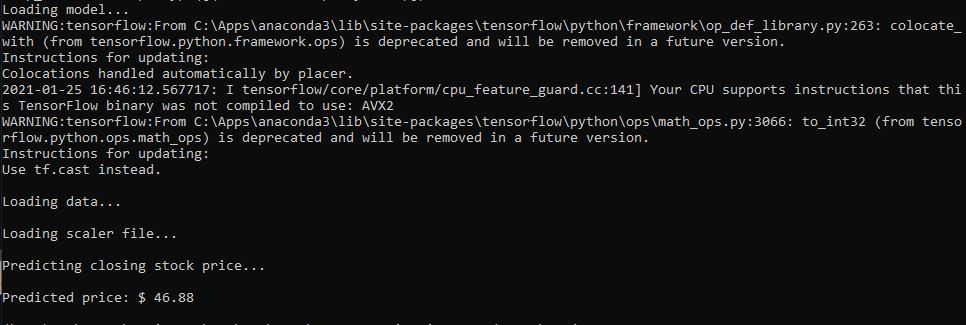 Loading model...
WARNING:tensorflow:From C:\Apps\anaconda3\lib\site-packages\tensorflow\python\framework\op_def_library.py:263: colocate_
with (from tensorflow.python.framework.ops) is deprecated and will be removed in a future version.
Instructions for updating:
Colocations handled automatically by placer.
2021-01-25 16:46:12.567717: I tensorflow/core/platform/cpu_feature_guard.cc:141] Your CPU supports instructions that thi
s TensorFlow binary was not compiled to use: AVX2
WARNING:tensorflow:From C:\Apps\anaconda3\lib\site-packages\tensorflow\python\ops\math_ops.py:3066: to_int32 (from tenso
rflow.python.ops.math_ops) is deprecated and will be removed in a future version.
Instructions for updating:
Use tf.cast instead.
Loading data...
Loading scaler file...
Predicting closing stock price...
Predicted price: $ 46.88